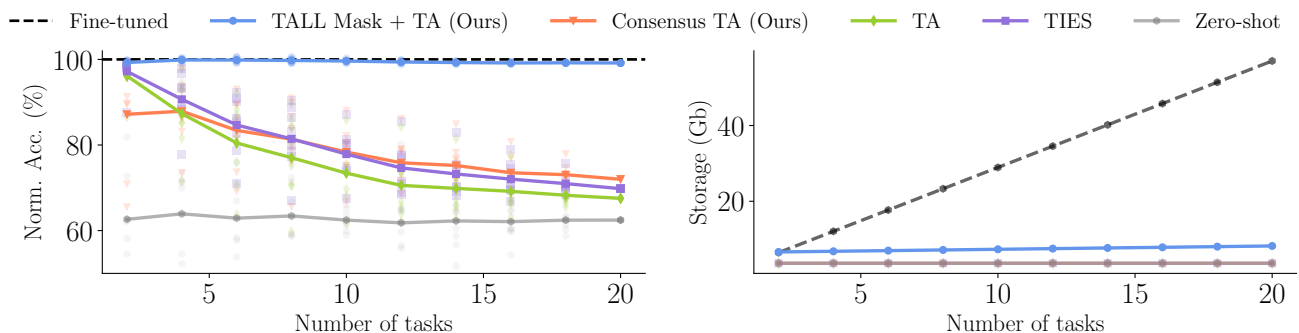 Fine-tuned TALL Mask + TA (Ours) Consensus TA (Ours) TA TIES Zero-shot
Norm. Acc. (%)
100
80
60
5 10 15 20
Number of tasks
Storage (Gb)
40
20
5 10 15 20
Number of tasks